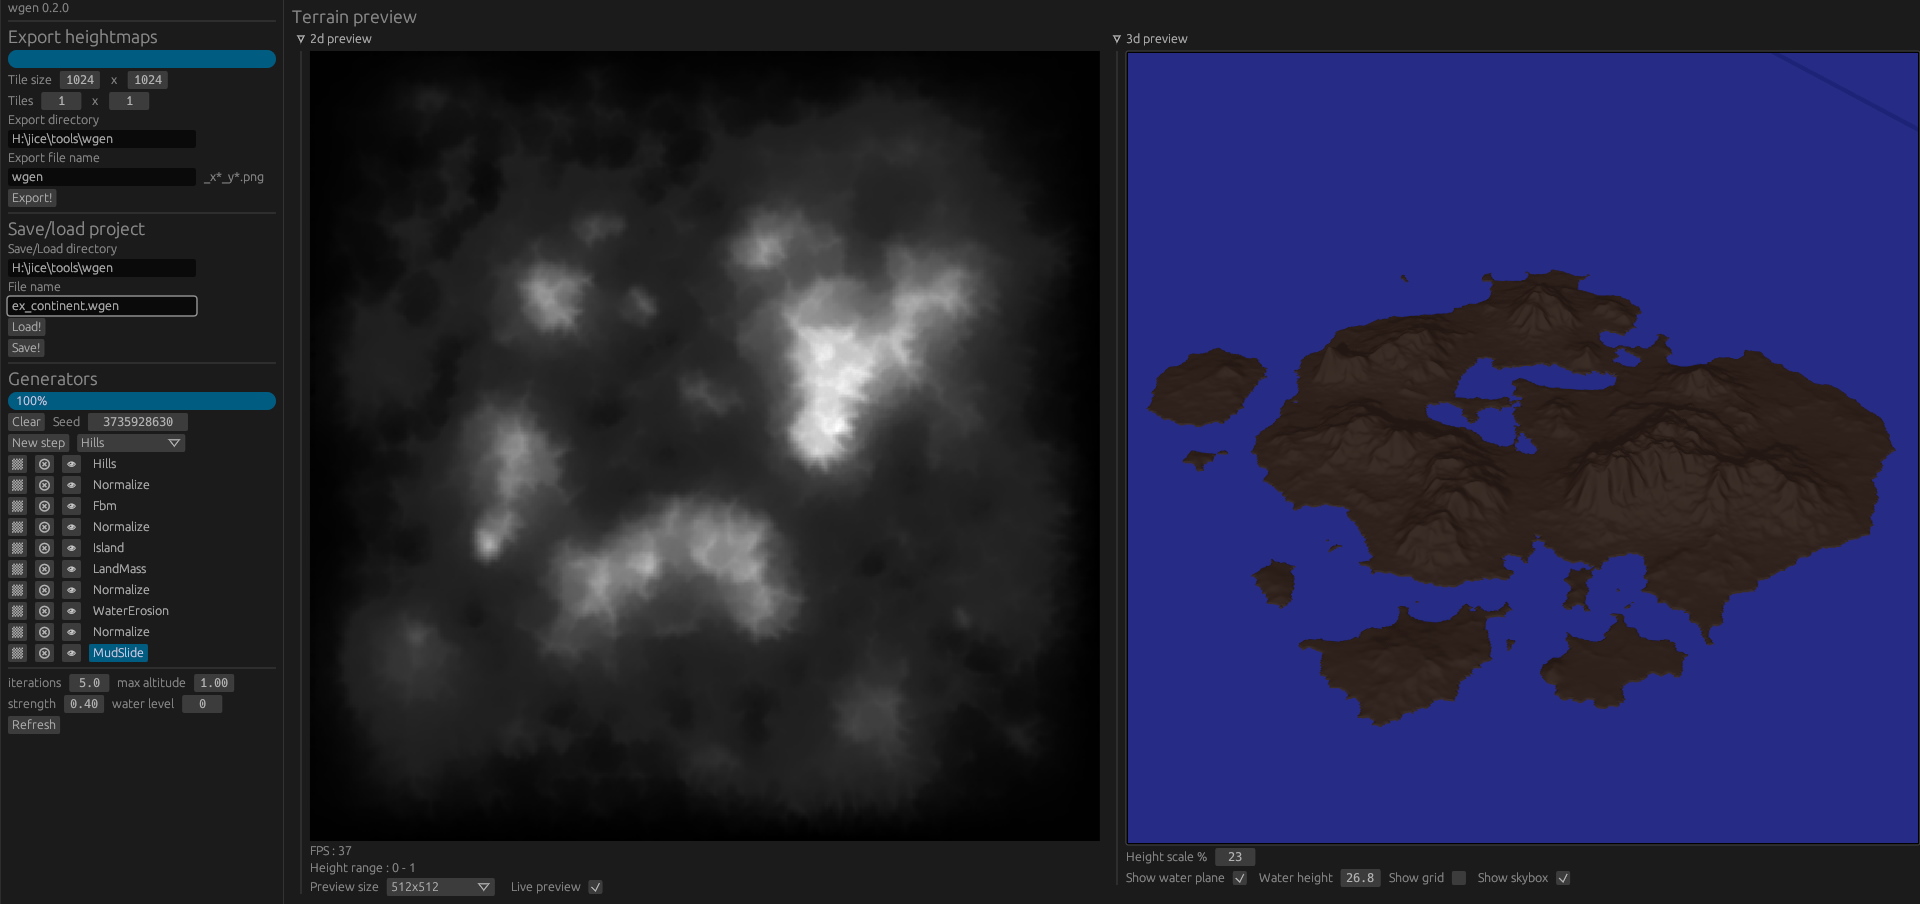 wgen 0.2.0
Export heightmaps
Tile size 1024 x 1024
Tiles 1 x 1
Export directory
H:\jice\tools\wgen
Export file name
wgen _x*_y*.png
Export!
Save/load project
Save/Load directory
H:\jice\tools\wgen
File name
ex_continent.wgen
Load!
Save!
Generators
100%
Clear Seed 3735928630
New step Hills
Hills
Normalize
Fbm
Normalize
Island
LandMass
Normalize
WaterErosion
Normalize
MudSlide
iterations 5.0 max altitude 1.00
strength 0.40 water level 0
Refresh
Terrain preview
2d preview
FPS : 37
Height range : 0 - 1
Preview size 512x512 Live preview
3d preview
Height scale % 23
Show water plane Water height 26.8 Show grid Show skybox